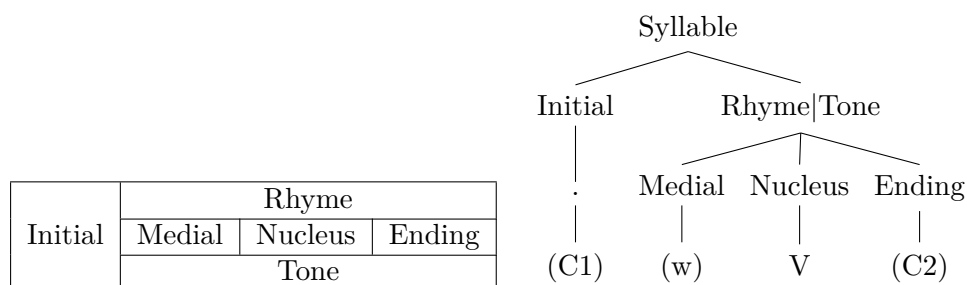 Rhyme
Initial Medial Nucleus Ending
Tone
Syllable
Initial Rhyme|Tone
. Medial Nucleus Ending
(C1) (w) V (C2)